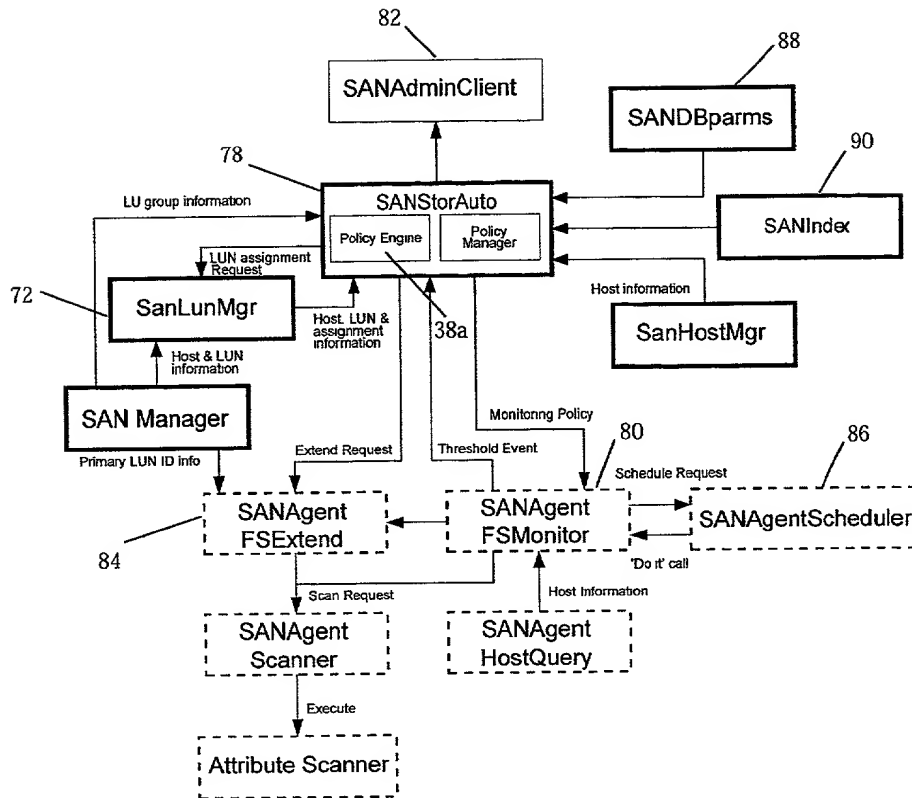 82
SANAdminClient
88
SANDBparms
78
90
LU group information
SANStorAuto
Policy Engine
Policy
Manager
SANIndex
LUN assignment
Request
Host information
72
SanLunMgr
Host, LUN &
assignment
information
38a
SanHostMgr
Host & LUN
information
SAN Manager
Monitoring Policy
Primary LUN ID info
Extend Request
Threshold Event
80
86
Schedule Request
SANAgent
FSExtend
SANAgent
FSMonitor
SANAgentScheduler
84
'Do it' call
Scan Request
Host Information
SANAgent
Scanner
SANAgent
HostQuery
Execute
Attribute Scanner